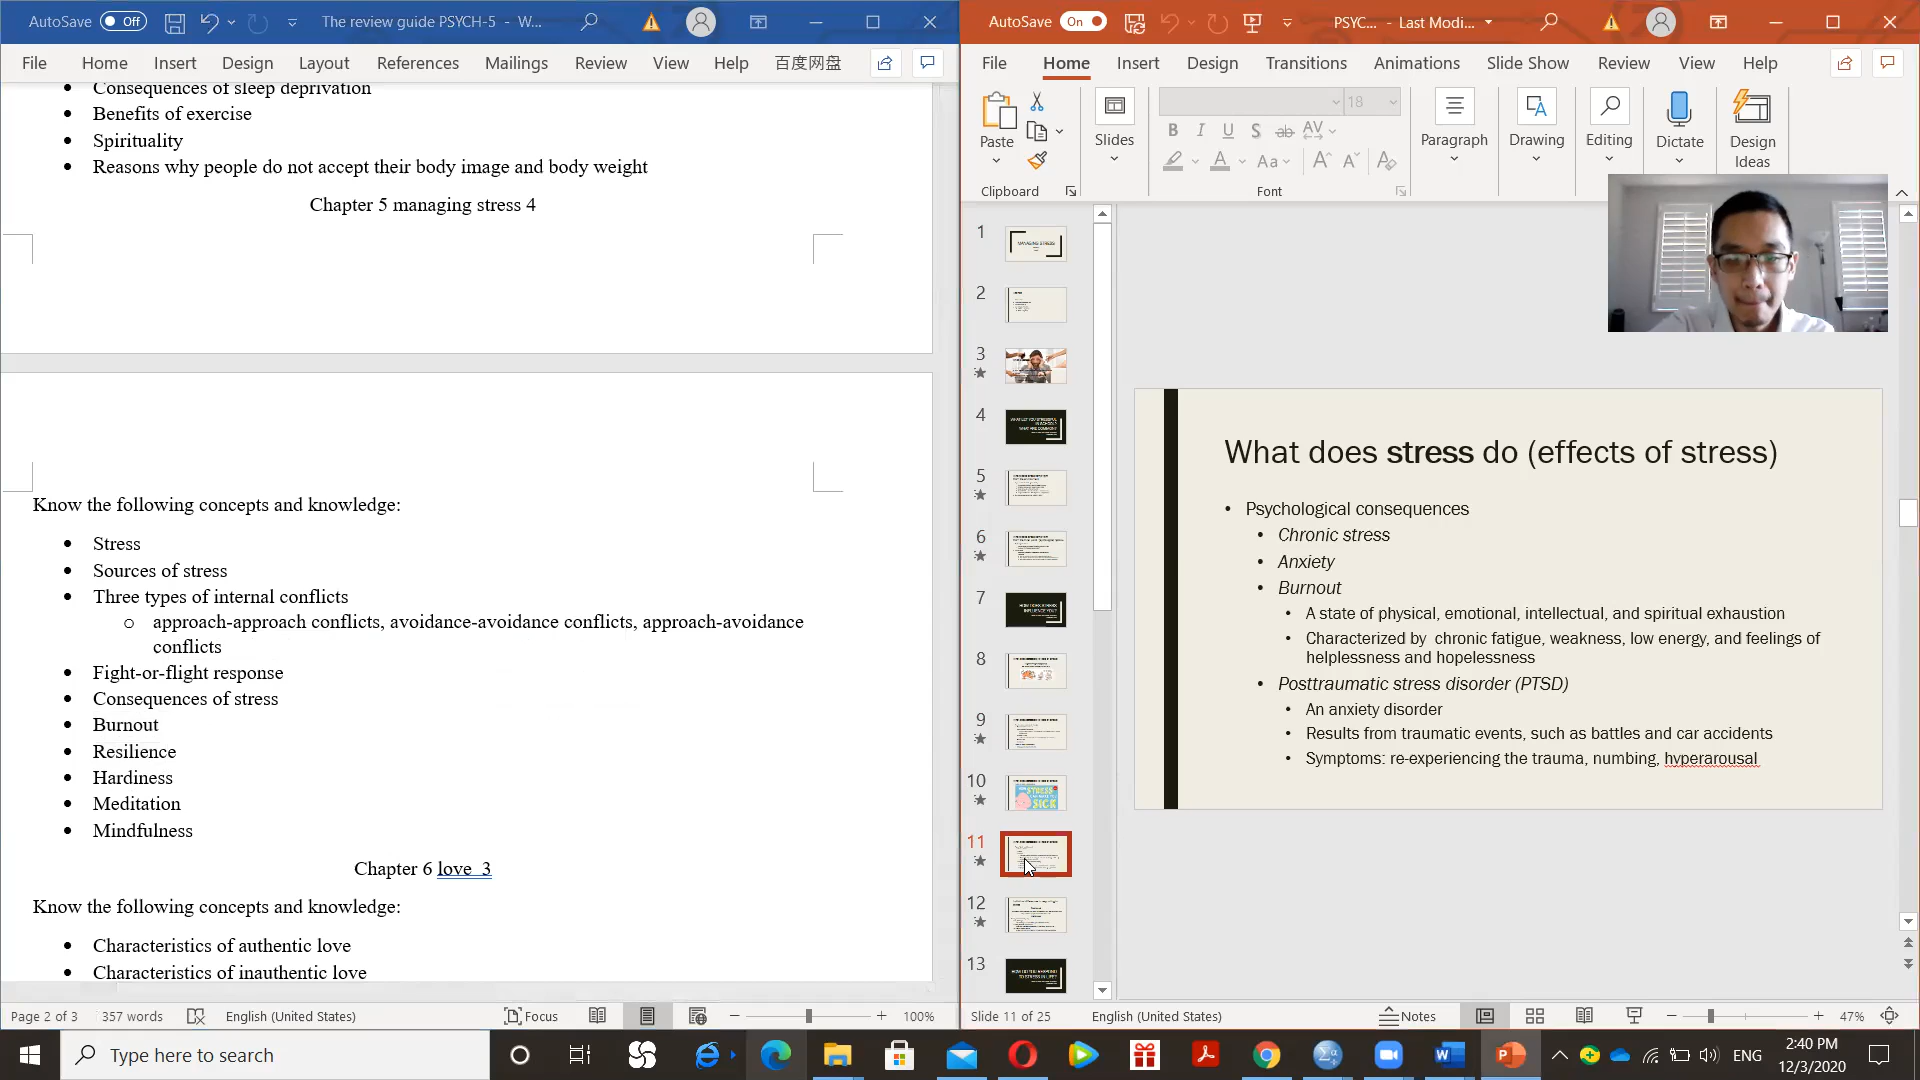 AutoSave Off The review guide PSYCH-5 - W...
File Home Insert Design Layout References Mailings Review View Help 百度网盘
Consequences of sleep deprivation
Benefits of exercise
Spirituality
Reasons why people do not accept their body image and body weight
Chapter 5 managing stress 4
Know the following concepts and knowledge:
Stress
Sources of stress
Three types of internal conflicts
approach-approach conflicts, avoidance-avoidance conflicts, approach-avoidance
conflicts
Fight-or-flight response
Consequences of stress
Burnout
Resilience
Hardiness
Meditation
Mindfulness
Chapter 6 love 3
Know the following concepts and knowledge:
Characteristics of authentic love
Characteristics of inauthentic love
Page 2 of 3 357 words English (United States) Focus 100%
AutoSave On PSYC... - Last Modi...
File Home Insert Design Transitions Animations Slide Show Review View Help
18
Paste Slides B I U S ab AV Paragraph Drawing Editing Dictate Design
Ideas
A Aa A A A
Clipboard Font
1
MANAGING STRESS
2
3
4
5
6
7
8
9
10
STRESS
SICK
11
12
13
What does stress do (effects of stress)
Psychological consequences
Chronic stress
Anxiety
Burnout
A state of physical, emotional, intellectual, and spiritual exhaustion
Characterized by chronic fatigue, weakness, low energy, and feelings of
helplessness and hopelessness
Posttraumatic stress disorder (PTSD)
An anxiety disorder
Results from traumatic events, such as battles and car accidents
Symptoms: re-experiencing the trauma, numbing, hyperarousal
Slide 11 of 25 English (United States) Notes 47%
Type here to search
ENG
2:40 PM
12/3/2020